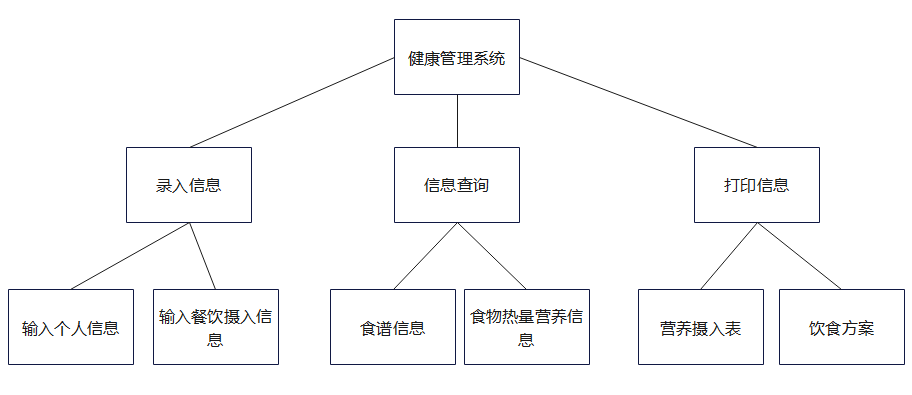 健康管理系统
录入信息
信息查询
打印信息
输入个人信息
输入餐饮摄入信
息
食谱信息
食物热量营养信
息
营养摄入表
饮食方案